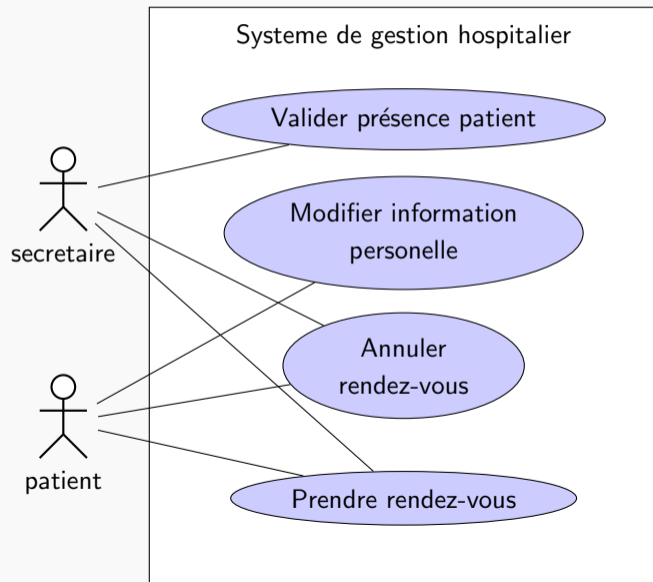 Systeme de gestion hospitalier
Valider présence patient
Modifier information
personelle
secretaire
Annuler
rendez-vous
patient
Prendre rendez-vous